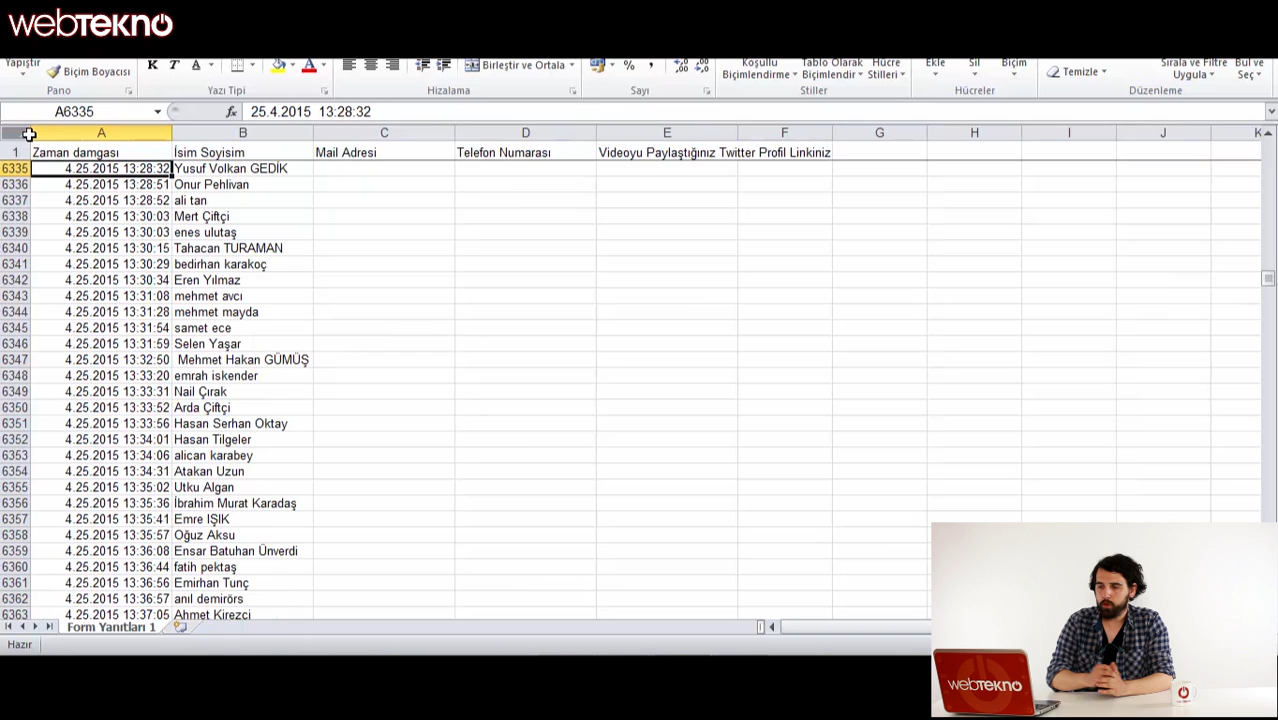 webtekno
Yapıştır
Biçim Boyacısı
K T A A
Birleştir ve Ortala
%
Koşullu Biçimlendirme
Tablo Olarak Biçimlendir
Hücre Stilleri
Ekle Sil Biçim
Temizle
Sırala ve Filtre Uygula
Bul ve Seç
Pano Yazı Tipi Hizalama Sayı Stiller Hücreler Düzenleme
A6335 fx 25.4.2015 13:28:32
A B C D E F G H I J K
1 Zaman damgası İsim Soyisim Mail Adresi Telefon Numarası Videoyu Paylaştığınız Twitter Profil Linkiniz
6335 4.25.2015 13:28:32 Yusuf Volkan GEDİK
6336 4.25.2015 13:28:51 Onur Pehlivan
6337 4.25.2015 13:28:52 ali tan
6338 4.25.2015 13:30:03 Mert Çiftçi
6339 4.25.2015 13:30:03 enes ulutaş
6340 4.25.2015 13:30:15 Tahacan TURAMAN
6341 4.25.2015 13:30:29 bedirhan karakoç
6342 4.25.2015 13:30:34 Eren Yılmaz
6343 4.25.2015 13:31:08 mehmet avcı
6344 4.25.2015 13:31:28 mehmet mayda
6345 4.25.2015 13:31:54 samet ece
6346 4.25.2015 13:31:59 Selen Yaşar
6347 4.25.2015 13:32:50 Mehmet Hakan GÜMÜŞ
6348 4.25.2015 13:33:20 emrah iskender
6349 4.25.2015 13:33:31 Nail Çırak
6350 4.25.2015 13:33:52 Arda Çiftçi
6351 4.25.2015 13:33:56 Hasan Serhan Oktay
6352 4.25.2015 13:34:01 Hasan Tilgeler
6353 4.25.2015 13:34:06 alican karabey
6354 4.25.2015 13:34:31 Atakan Uzun
6355 4.25.2015 13:35:02 Utku Algan
6356 4.25.2015 13:35:36 İbrahim Murat Karadaş
6357 4.25.2015 13:35:41 Emre IŞIK
6358 4.25.2015 13:35:57 Oğuz Aksu
6359 4.25.2015 13:36:08 Ensar Batuhan Ünverdi
6360 4.25.2015 13:36:44 fatih pektaş
6361 4.25.2015 13:36:56 Emirhan Tunç
6362 4.25.2015 13:36:57 anıl demirörs
6363 4.25.2015 13:37:05 Ahmet Kirezci
Form Yanıtları 1
Hazır
webtekno